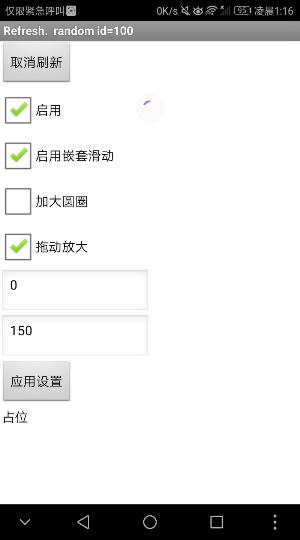 仅限紧急呼叫 0K/s 95 凌晨1:16
Refresh. random id=100
取消刷新
启用
启用嵌套滑动
加大圆圈
拖动放大
0
150
应用设置
占位